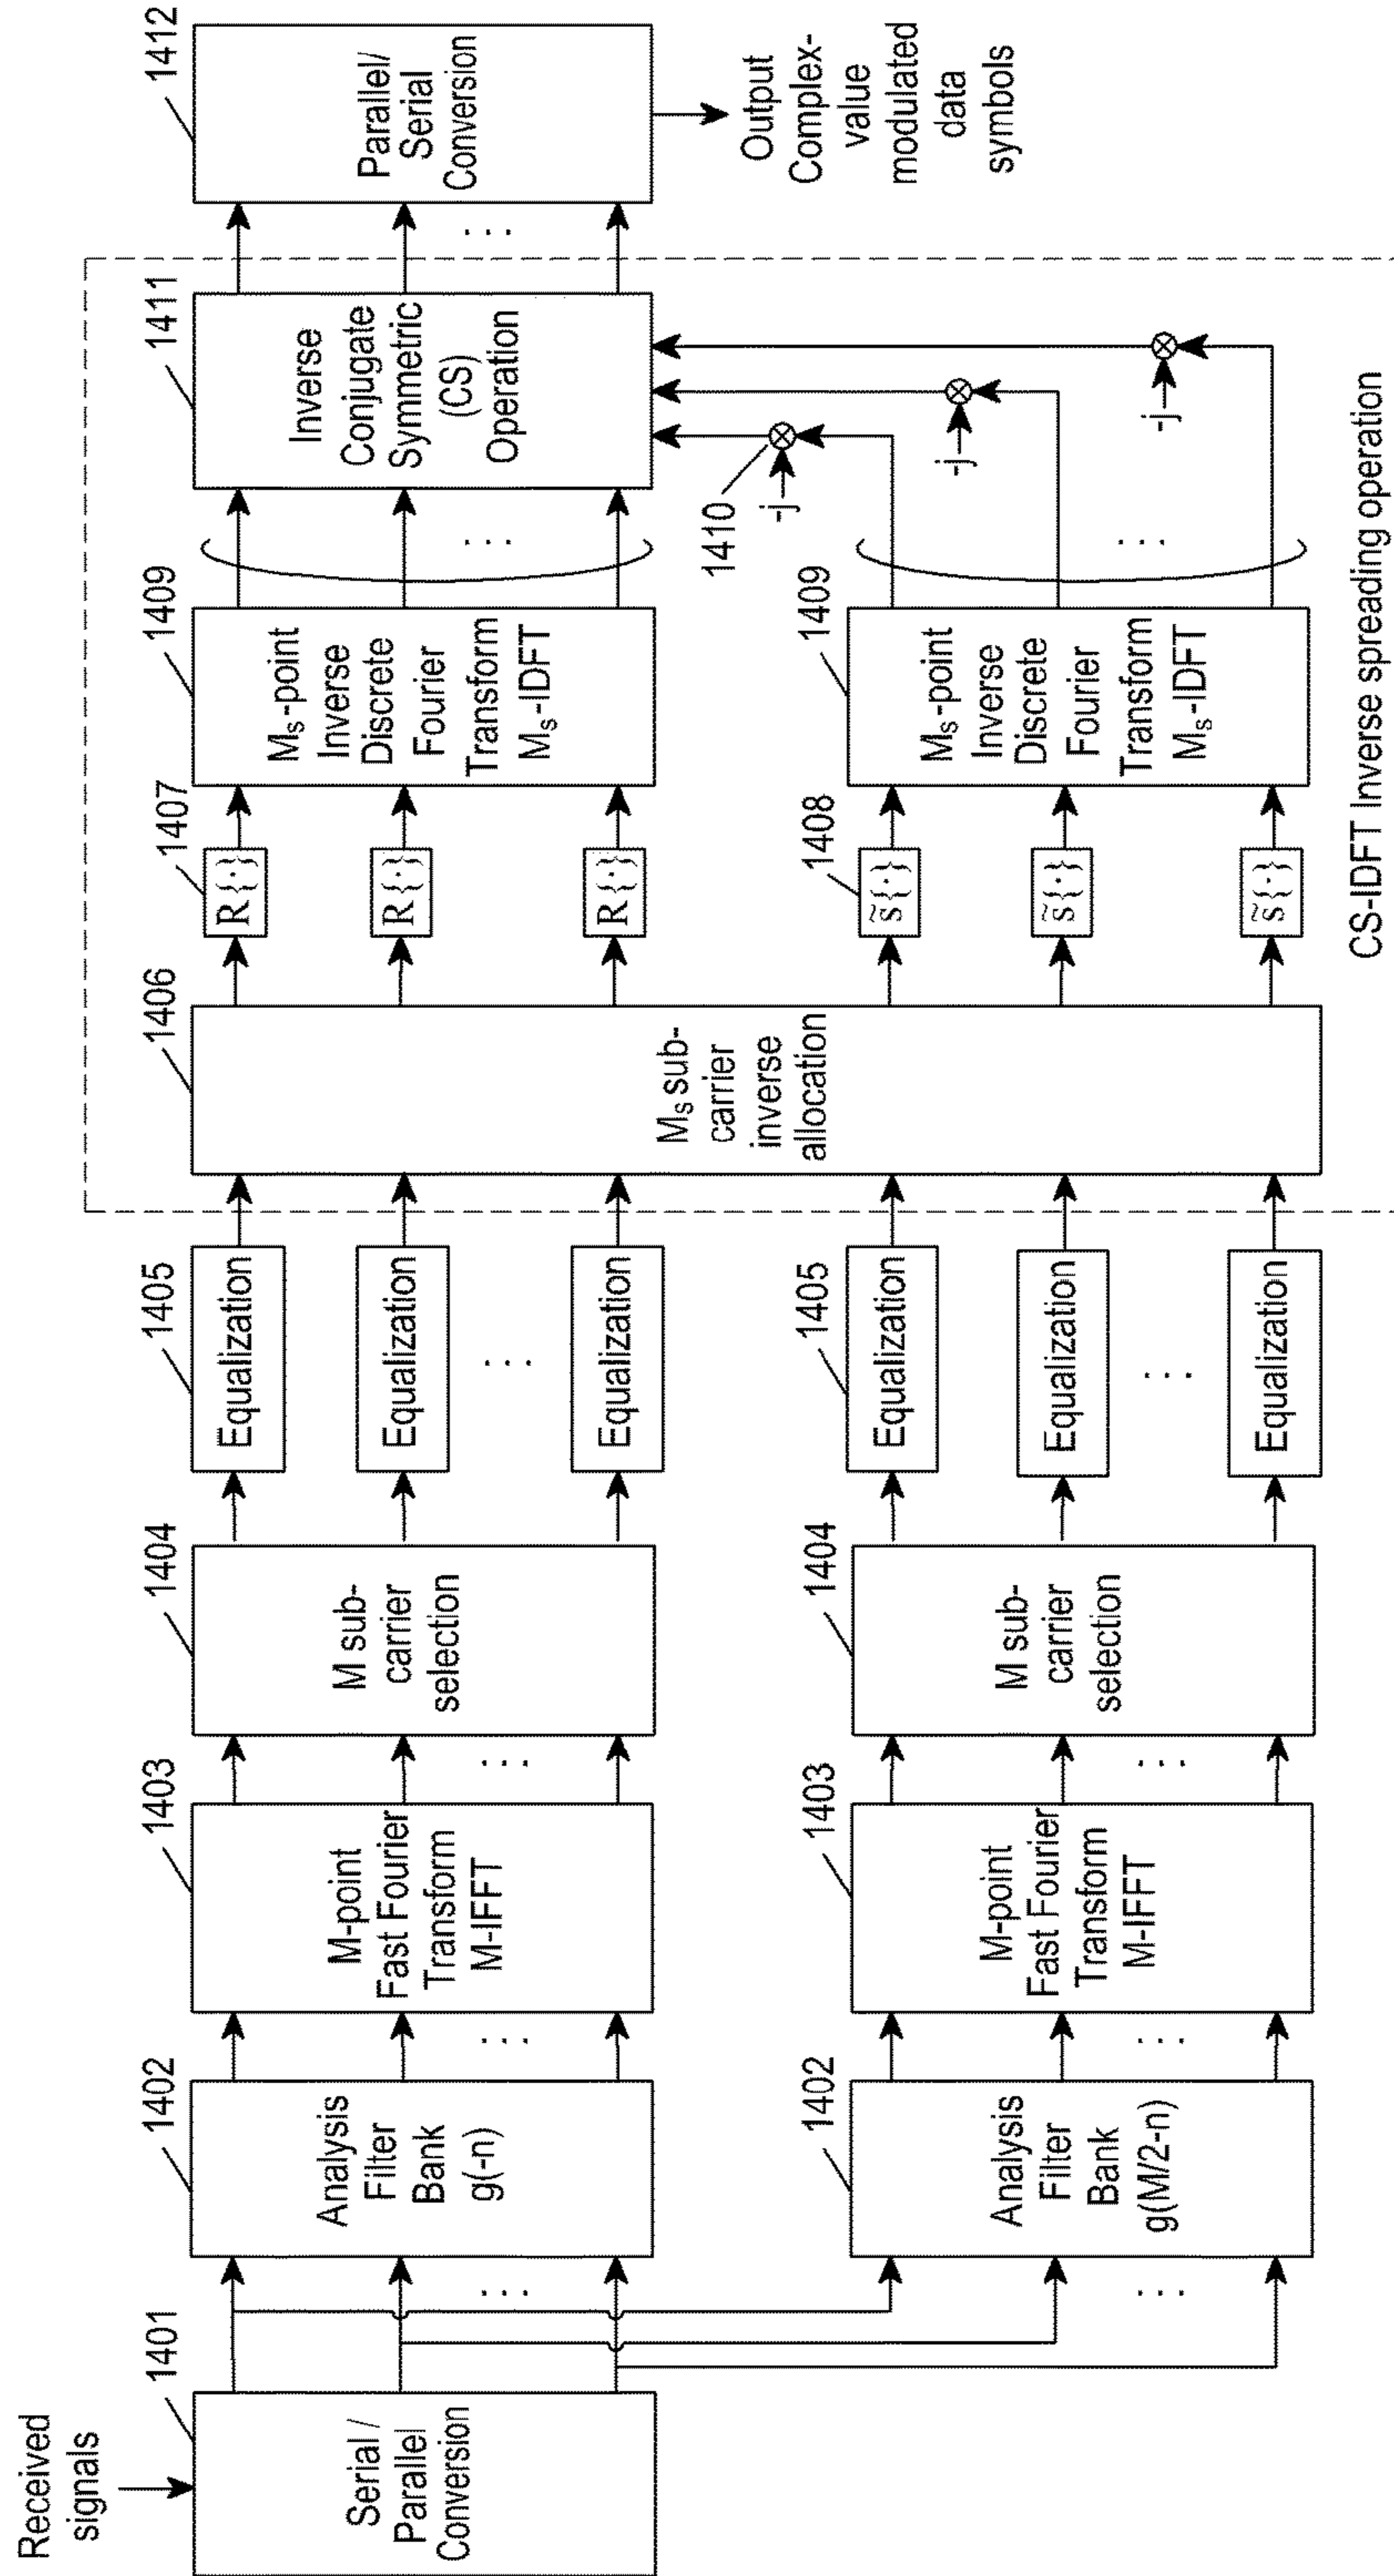 Received
signals
1401
Serial /
Parallel
Conversion
1402
Analysis
Filter
Bank
g(-n)
. . .
1402
Analysis
Filter
Bank
g(M/2-n)
. . .
. . .
. . .
1403
M-point
Fast Fourier
Transform
M-IFFT
1403
M-point
Fast Fourier
Transform
M-IFFT
. . .
. . .
1404
M sub-
carrier
selection
1404
M sub-
carrier
selection
1405
Equalization
Equalization
. . .
Equalization
1405
Equalization
Equalization
. . .
Equalization
1406
Mₛ sub-
carrier
inverse
allocation
1407
R{·}
R{·}
R{·}
1408
s̃{·}
s̃{·}
s̃{·}
1409
Mₛ-point
Inverse
Discrete
Fourier
Transform
Mₛ-IDFT
1409
Mₛ-point
Inverse
Discrete
Fourier
Transform
Mₛ-IDFT
. . .
. . .
1410
-j
-j
-j
1411
Inverse
Conjugate
Symmetric
(CS)
Operation
. . .
1412
Parallel/
Serial
Conversion
Output
Complex-
value
modulated
data
symbols
CS-IDFT Inverse spreading operation